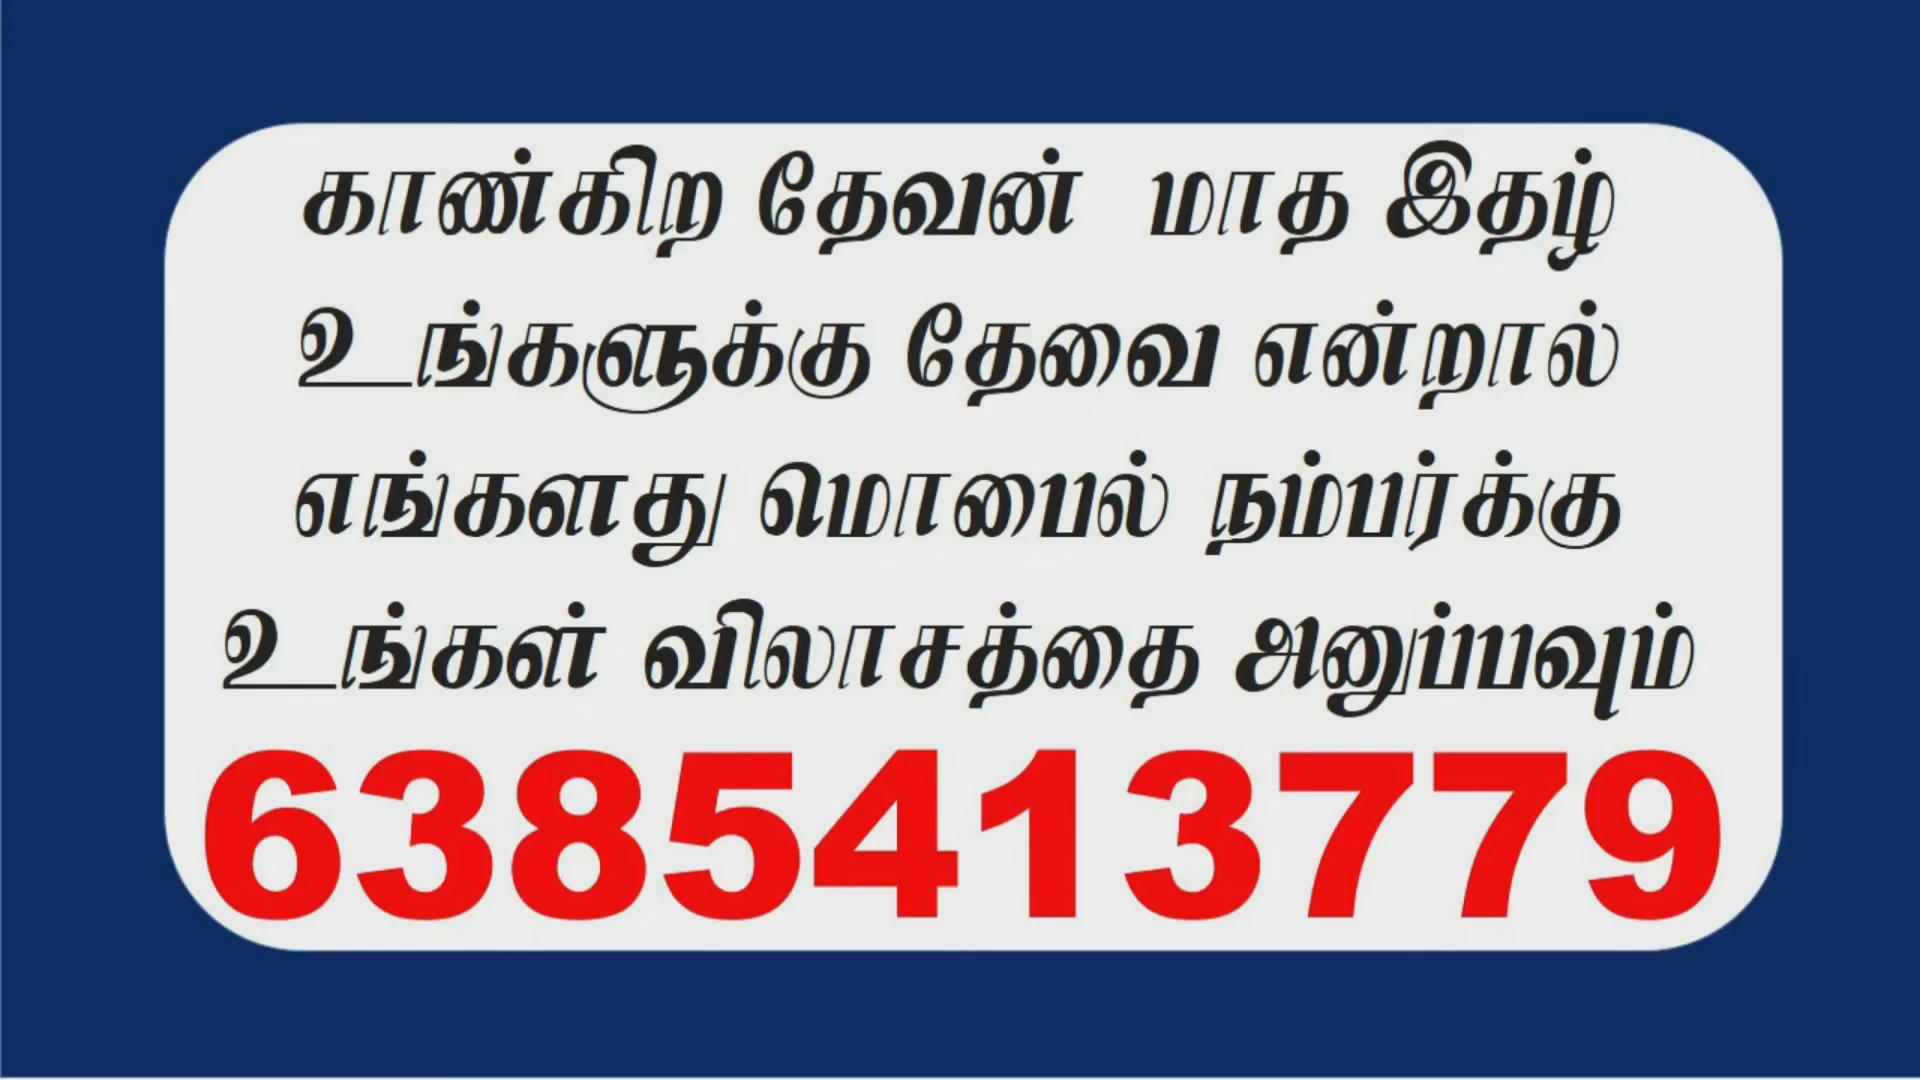 காண்கிற தேவன் மாத இதழ்
உங்களுக்கு தேவை என்றால்
எங்களது மொபைல் நம்பர்க்கு
உங்கள் விலாசத்தை அனுப்பவும்
6385413779